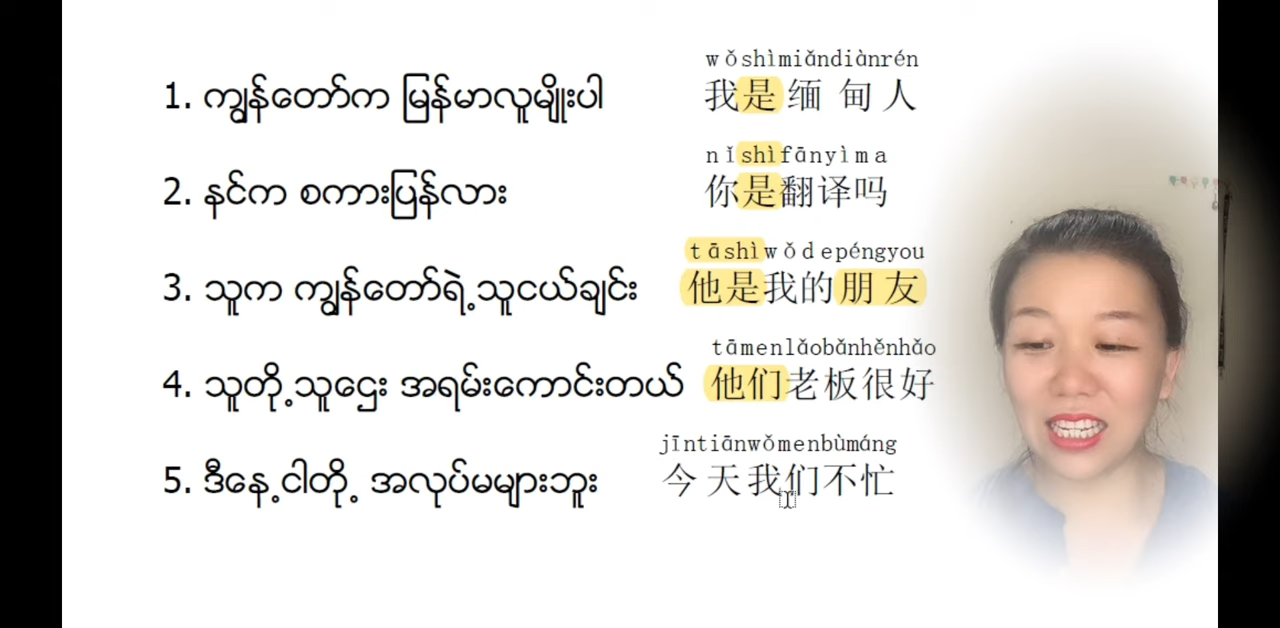 wǒshìmiǎndiànrén
1. ကျွန်တော်က မြန်မာလူမျိုးပါ 我是缅甸人
nǐshìfānyìma
2. နင်က စကားပြန်လား 你是翻译吗
tāshìwǒdepéngyou
3. သူက ကျွန်တော်ရဲ့သူငယ်ချင်း 他是我的朋友
tāmenlǎobǎnhěnhǎo
4. သူတို့သူဌေး အရမ်းကောင်းတယ် 他们老板很好
jīntiānwǒmenbùmáng
5. ဒီနေ့ငါတို့ အလုပ်မများဘူး 今天我们不忙